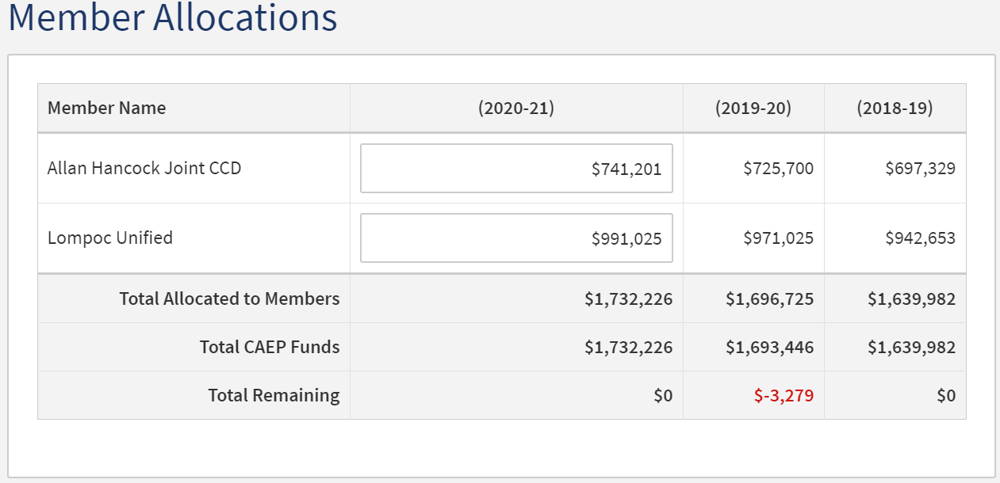 Member Allocations
Member Name (2020-21) (2019-20) (2018-19)
Allan Hancock Joint CCD $741,201 $725,700 $697,329
Lompoc Unified $991,025 $971,025 $942,653
Total Allocated to Members $1,732,226 $1,696,725 $1,639,982
Total CAEP Funds $1,732,226 $1,693,446 $1,639,982
Total Remaining $0 $-3,279 $0